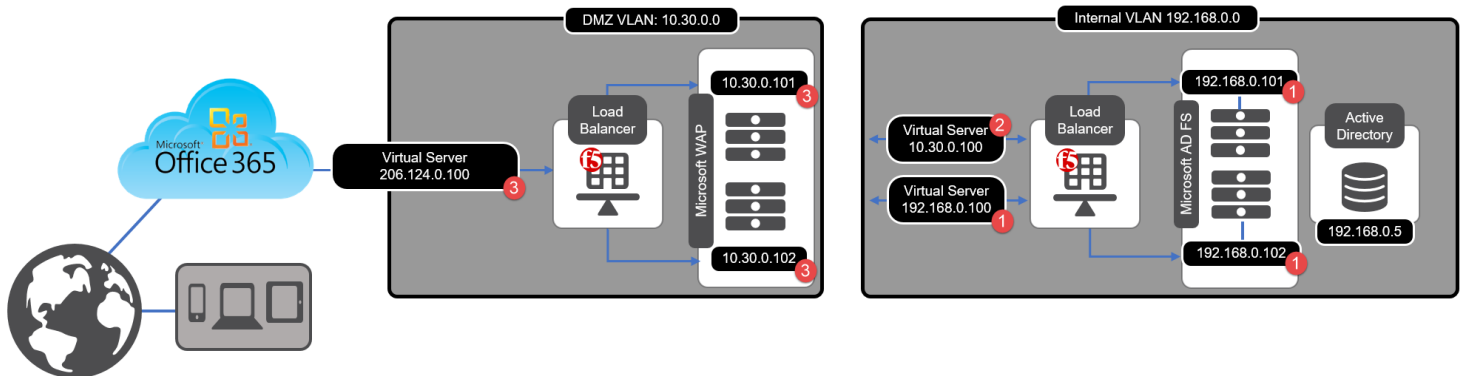 DMZ VLAN: 10.30.0.0
Internal VLAN 192.168.0.0
Microsoft
Office 365
Virtual Server
206.124.0.100
3
Load
Balancer
f5
Microsoft WAP
10.30.0.101
3
10.30.0.102
3
Virtual Server
10.30.0.100
2
Virtual Server
192.168.0.100
1
Load
Balancer
f5
Microsoft AD FS
192.168.0.101
1
192.168.0.102
1
Active
Directory
192.168.0.5